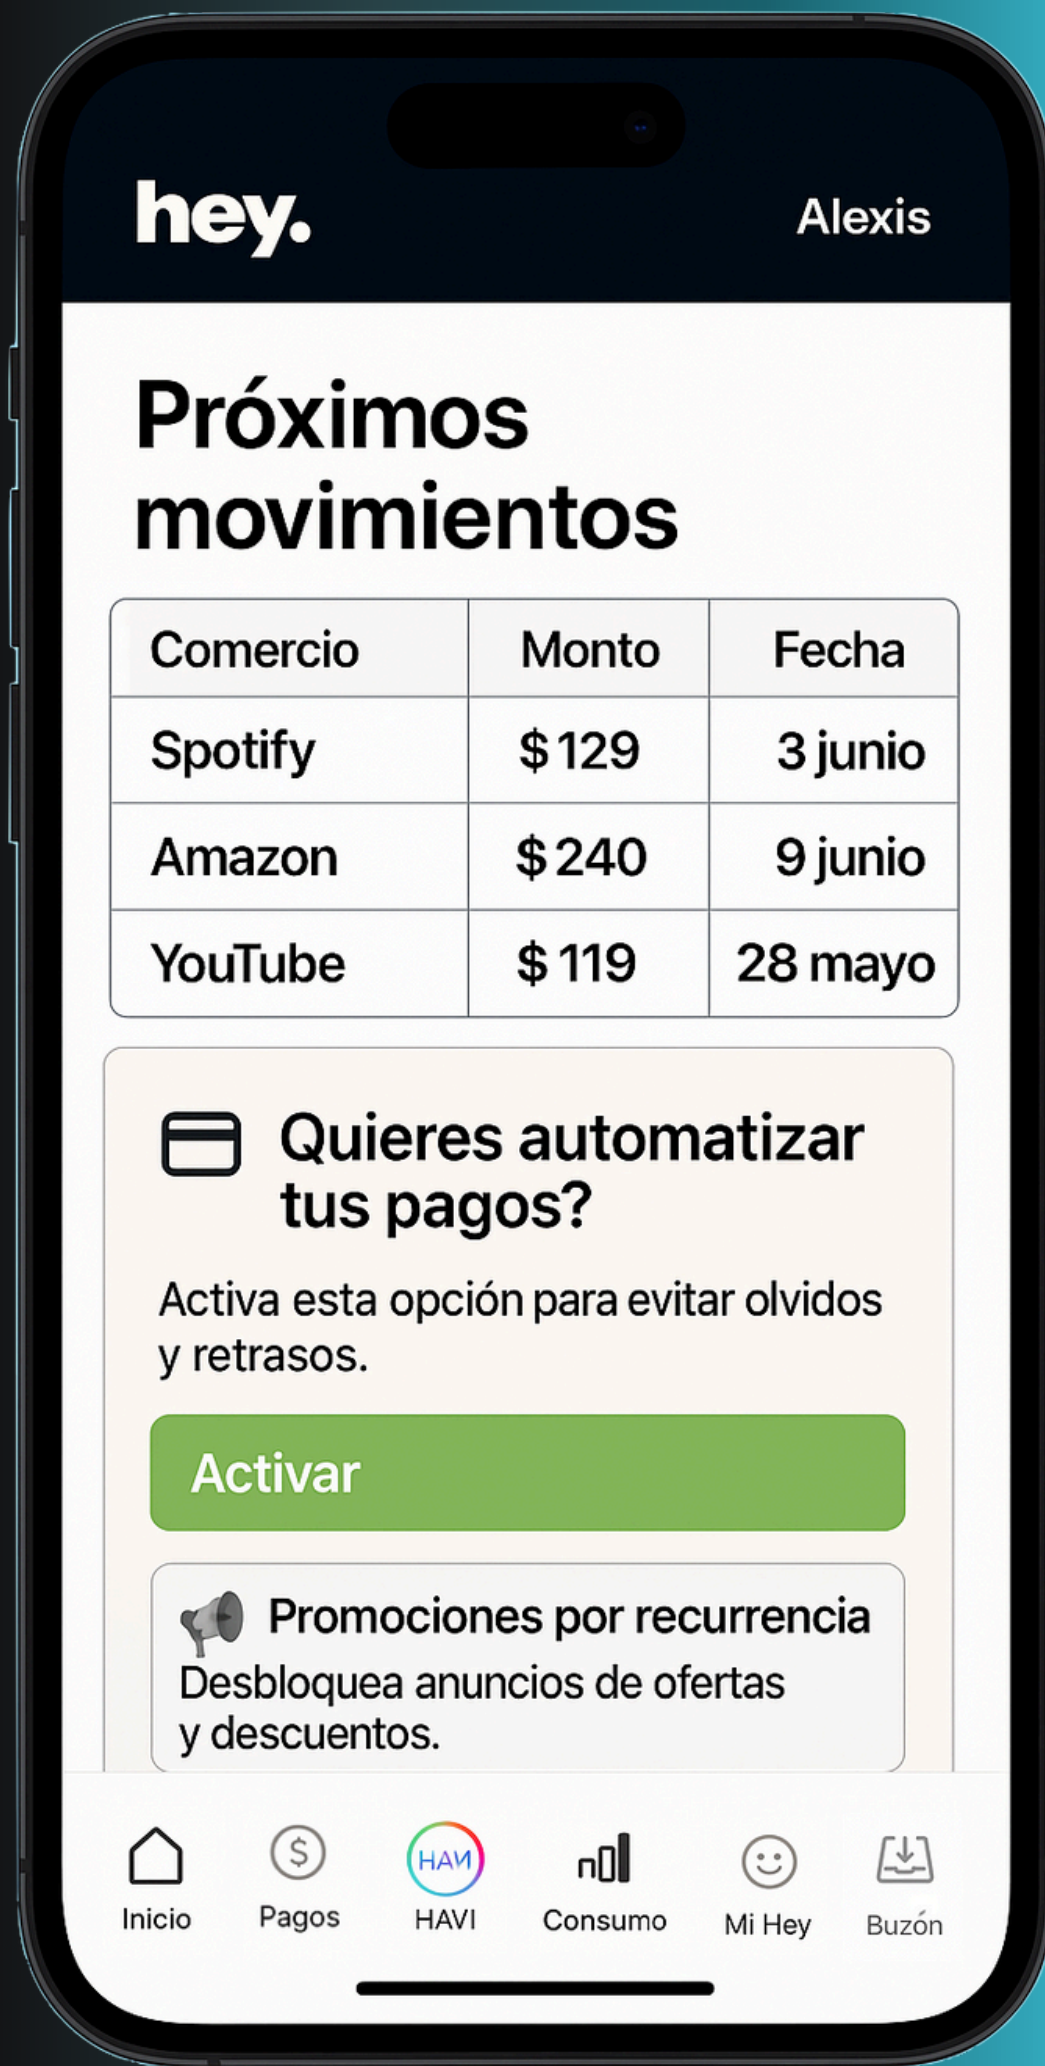 hey.
Alexis
Próximos
movimientos
Comercio Monto Fecha
Spotify $129 3 junio
Amazon $240 9 junio
YouTube $119 28 mayo
Quieres automatizar
tus pagos?
Activa esta opción para evitar olvidos
y retrasos.
Activar
Promociones por recurrencia
Desbloquea anuncios de ofertas
y descuentos.
HAVI
Inicio Pagos HAVI Consumo Mi Hey Buzón